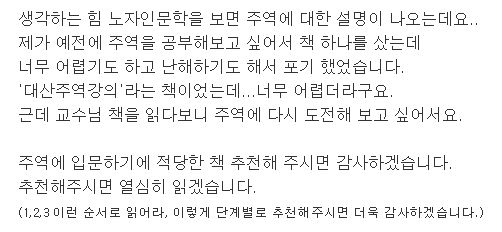 생각하는 힘 노자인문학을 보면 주역에 대한 설명이 나오는데요..
제가 예전에 주역을 공부해보고 싶어서 책 하나를 샀는데
너무 어렵기도 하고 난해하기도 해서 포기 했었습니다.
'대산주역강의'라는 책이었는데...너무 어렵더라구요.
근데 교수님 책을 읽다보니 주역에 다시 도전해 보고 싶어서요.
주역에 입문하기에 적당한 책 추천해 주시면 감사하겠습니다.
추천해주시면 열심히 읽겠습니다.
(1,2,3 이런 순서로 읽어라, 이렇게 단계별로 추천해주시면 더욱 감사하겠습니다.)